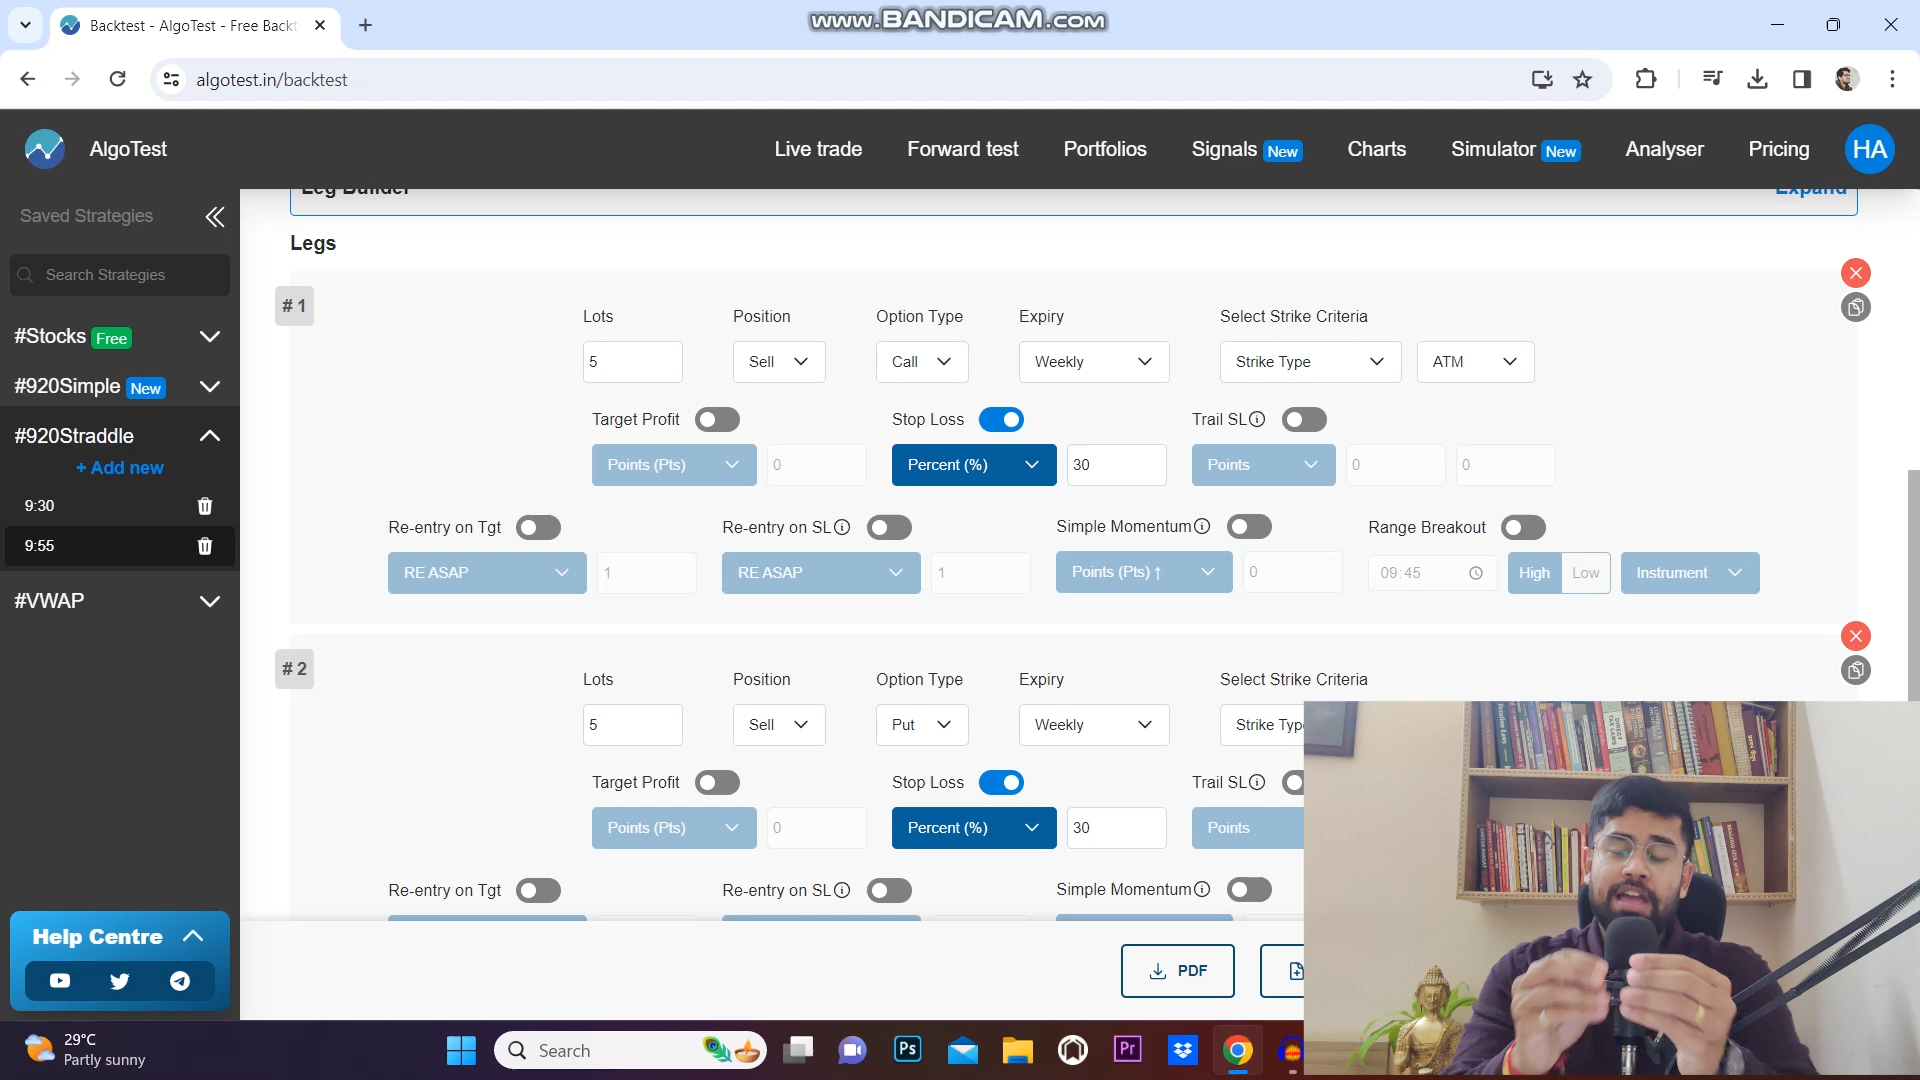 Backtest - AlgoTest - Free Backt
www.BANDICAM.com
algotest.in/backtest
AlgoTest
Live trade
Forward test
Portfolios
Signals New
Charts
Simulator New
Analyser
Pricing
HA
Saved Strategies
Search Strategies
#Stocks Free
#920Simple New
#920Straddle
+ Add new
9:30
9:55
#VWAP
Help Centre
Leg Builder
Expand
Legs
# 1
Lots
Position
Option Type
Expiry
Select Strike Criteria
5
Sell
Call
Weekly
Strike Type
ATM
Target Profit
Stop Loss
Trail SL
Points (Pts)
0
Percent (%)
30
Points
0
0
Re-entry on Tgt
Re-entry on SL
Simple Momentum
Range Breakout
RE ASAP
1
RE ASAP
1
Points (Pts) ↑
0
09:45
High
Low
Instrument
# 2
Lots
Position
Option Type
Expiry
Select Strike Criteria
5
Sell
Put
Weekly
Strike Type
Target Profit
Stop Loss
Trail SL
Points (Pts)
0
Percent (%)
30
Points
Re-entry on Tgt
Re-entry on SL
Simple Momentum
PDF
29°C
Partly sunny
Search
Ps
Pr